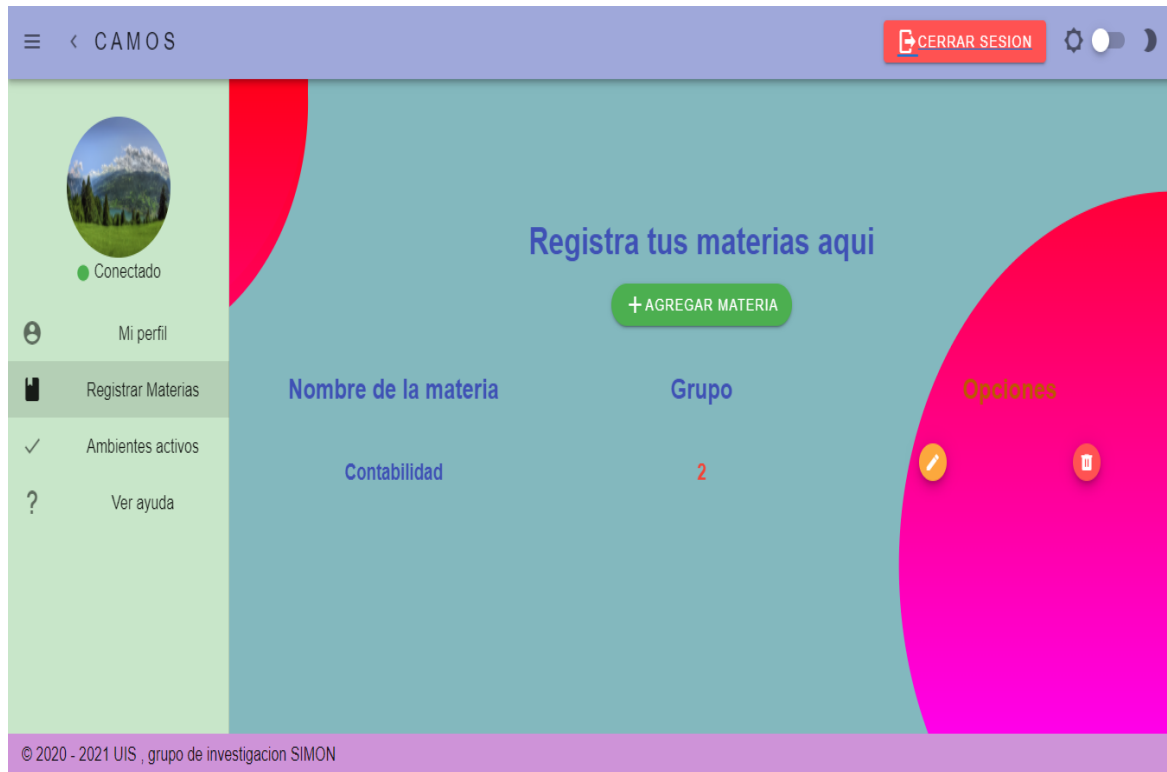 CAMOS
CERRAR SESION
Conectado
Mi perfil
Registrar Materias
Ambientes activos
Ver ayuda
Registra tus materias aqui
+ AGREGAR MATERIA
Nombre de la materia Grupo Opciones
Contabilidad 2
© 2020 - 2021 UIS , grupo de investigacion SIMON